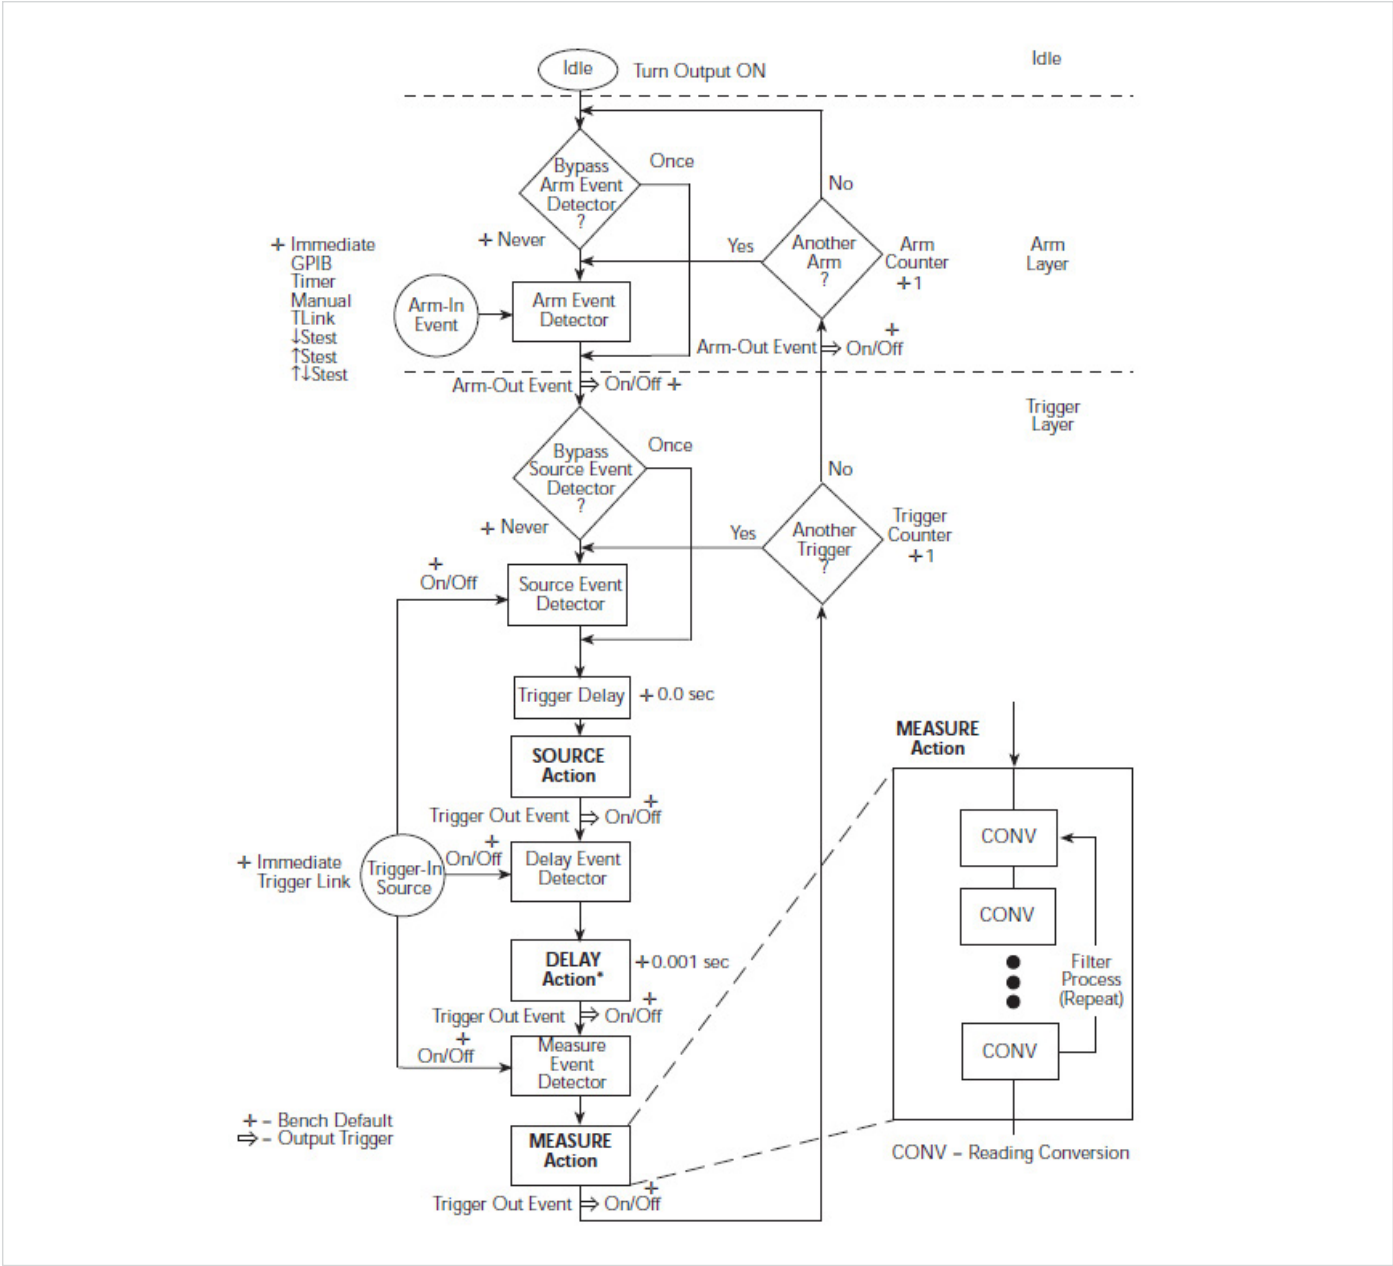 Idle
Turn Output ON
Idle
Bypass
Arm Event
Detector
?
Once
No
✛ Never
Yes
Another
Arm
?
Arm
Counter
✛1
Arm
Layer
✛ Immediate
GPIB
Timer
Manual
TLink
↓Stest
↑Stest
↑↓Stest
Arm-In
Event
Arm Event
Detector
Arm-Out Event ⇒ On/Off
✛
Arm-Out Event ⇒ On/Off ✛
Trigger
Layer
Bypass
Source Event
Detector
?
Once
No
✛ Never
Yes
Another
Trigger
?
Trigger
Counter
✛1
✛
On/Off
Source Event
Detector
Trigger Delay
✛ 0.0 sec
SOURCE
Action
Trigger Out Event ⇒ On/Off
✛
✛ Immediate
Trigger Link
Trigger-In
Source
✛
On/Off
Delay Event
Detector
DELAY
Action*
✛0.001 sec
Trigger Out Event ⇒ On/Off
✛
✛
On/Off
Measure
Event
Detector
✛ – Bench Default
⇒ – Output Trigger
MEASURE
Action
Trigger Out Event ⇒ On/Off
✛
MEASURE
Action
CONV
CONV
Filter
Process
(Repeat)
CONV
CONV – Reading Conversion